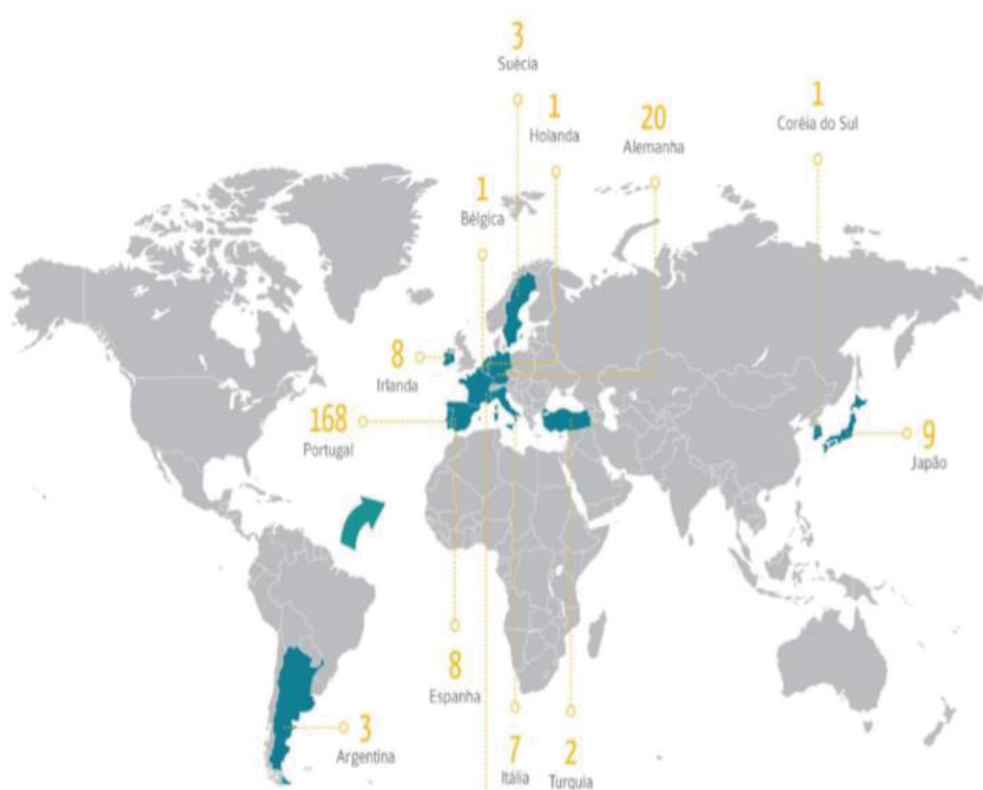 3
Suécia
1
Holanda
20
Alemanha
1
Coréia do Sul
1
Bélgica
8
Irlanda
168
Portugal
9
Japão
8
Espanha
3
Argentina
7
Itália
2
Turquia